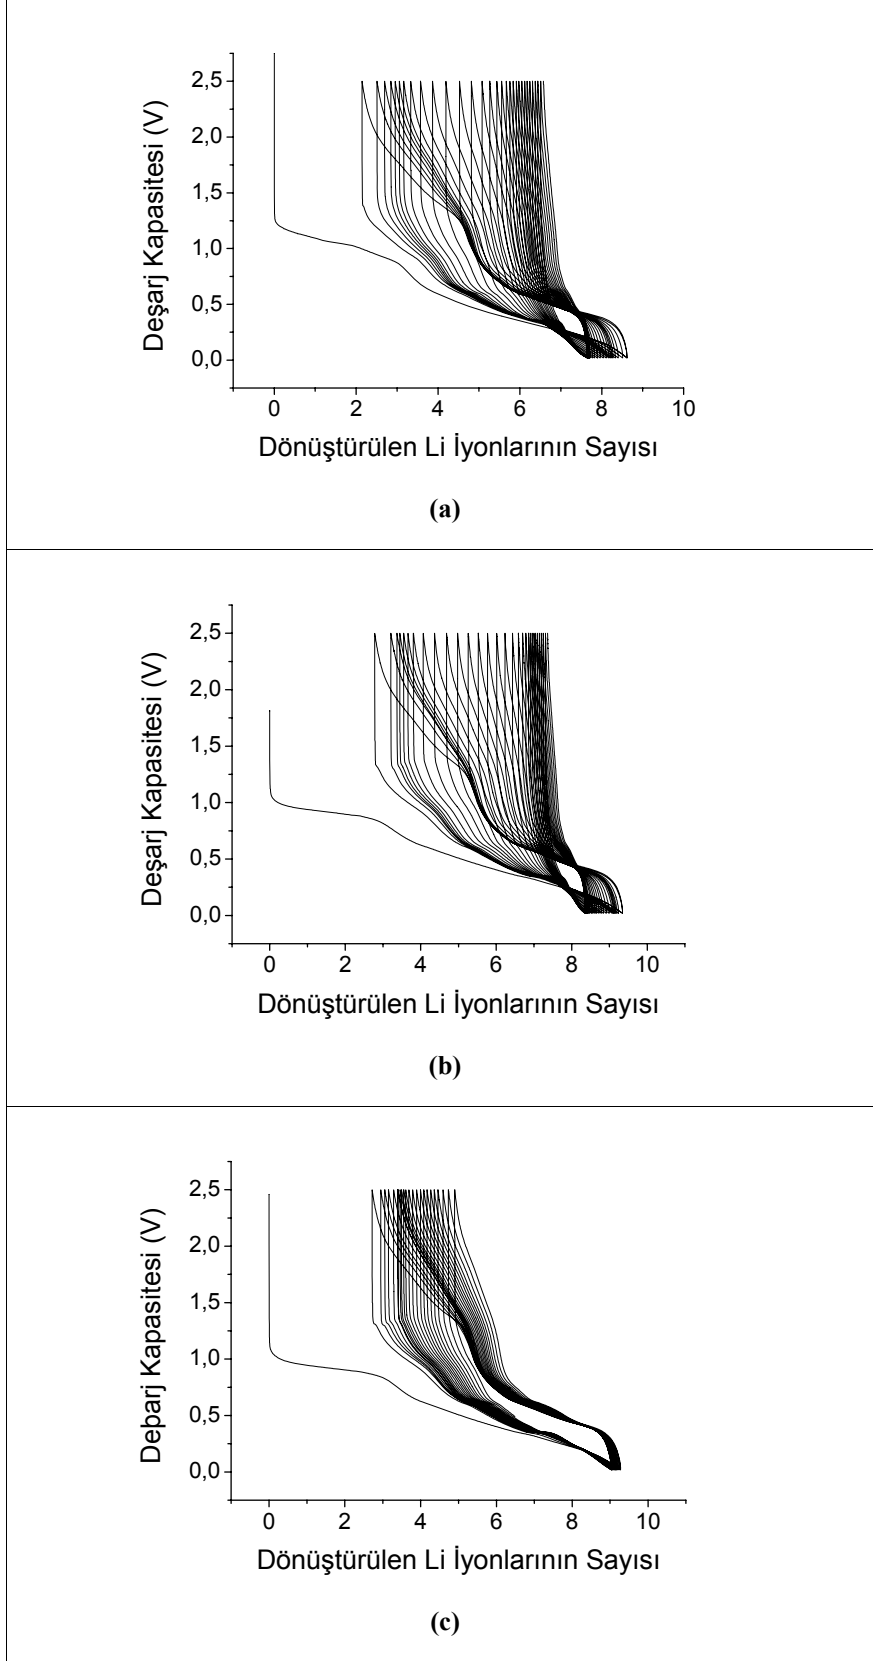 2,5
2,0
1,5
1,0
0,5
0,0
Deşarj Kapasitesi (V)
0 2 4 6 8 10
Dönüştürülen Li İyonlarının Sayısı
(a)
2,5
2,0
1,5
1,0
0,5
0,0
Deşarj Kapasitesi (V)
0 2 4 6 8 10
Dönüştürülen Li İyonlarının Sayısı
(b)
2,5
2,0
1,5
1,0
0,5
0,0
Deþarj Kapasitesi (V)
0 2 4 6 8 10
Dönüştürülen Li İyonlarının Sayısı
(c)